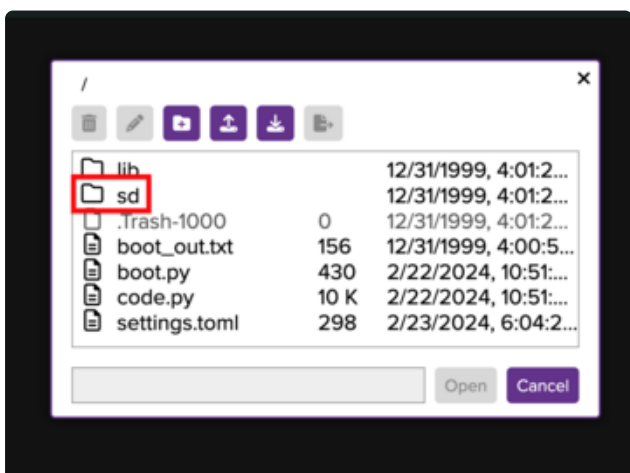 /
×
lib 12/31/1999, 4:01:2...
sd 12/31/1999, 4:01:2...
.Trash-1000 0 12/31/1999, 4:01:2...
boot_out.txt 156 12/31/1999, 4:00:5...
boot.py 430 2/22/2024, 10:51:...
code.py 10 K 2/22/2024, 10:51:...
settings.toml 298 2/23/2024, 6:04:2...
Open Cancel